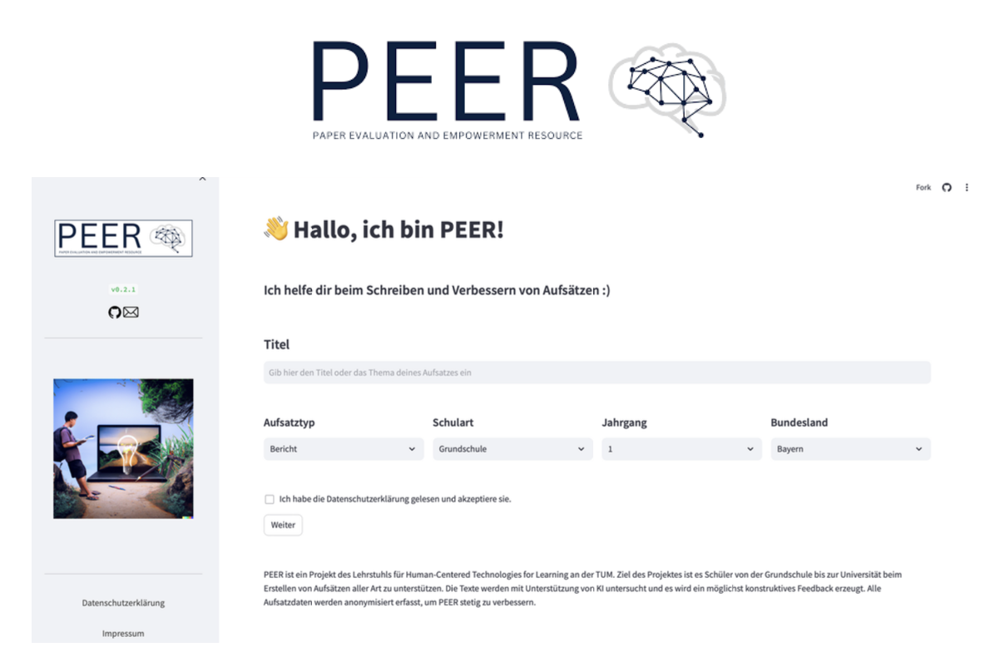 PEER
PAPER EVALUATION AND EMPOWERMENT RESOURCE
PEER
PAPER EVALUATION AND EMPOWERMENT RESOURCE
v0.2.1
Datenschutzerklärung
Impressum
Fork
👋 Hallo, ich bin PEER!
Ich helfe dir beim Schreiben und Verbessern von Aufsätzen :)
Titel
Gib hier den Titel oder das Thema deines Aufsatzes ein
Aufsatztyp Schulart Jahrgang Bundesland
Bericht Grundschule 1 Bayern
Ich habe die Datenschutzerklärung gelesen und akzeptiere sie.
Weiter
PEER ist ein Projekt des Lehrstuhls für Human-Centered Technologies for Learning an der TUM. Ziel des Projektes ist es Schüler von der Grundschule bis zur Universität beim
Erstellen von Aufsätzen aller Art zu unterstützen. Die Texte werden mit Unterstützung von KI untersucht und es wird ein möglichst konstruktives Feedback erzeugt. Alle
Aufsatzdaten werden anonymisiert erfasst, um PEER stetig zu verbessern.